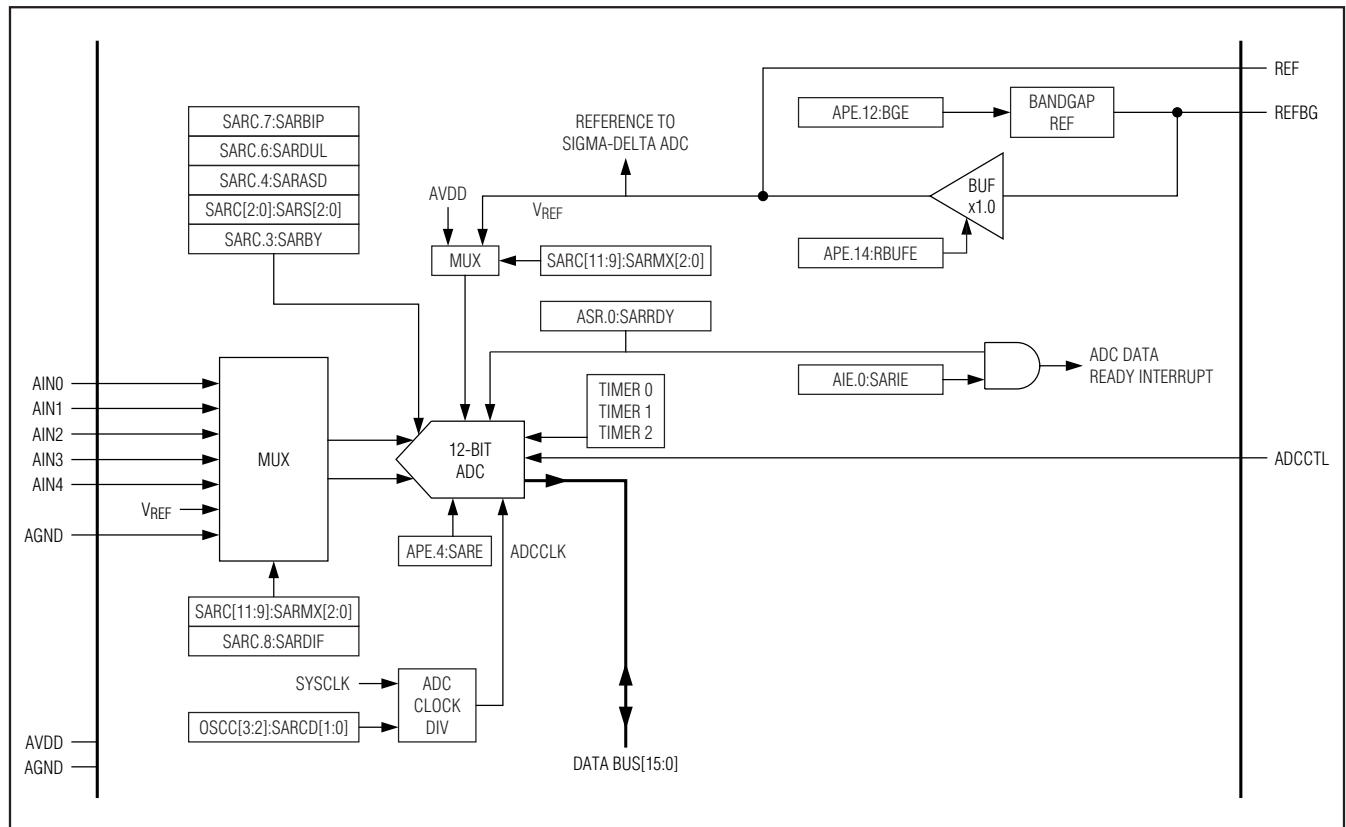 REF
APE.12:BGE
BANDGAP
REF
REFBG
SARC.7:SARBIP
SARC.6:SARDUL
SARC.4:SARASD
SARC[2:0]:SARS[2:0]
SARC.3:SARBY
REFERENCE TO
SIGMA-DELTA ADC
AVDD
VREF
BUF
x1.0
MUX
SARC[11:9]:SARMX[2:0]
APE.14:RBUFE
ASR.0:SARRDY
AIE.0:SARIE
ADC DATA
READY INTERRUPT
TIMER 0
TIMER 1
TIMER 2
AIN0
AIN1
AIN2
AIN3
AIN4
VREF
AGND
MUX
12-BIT
ADC
ADCCTL
APE.4:SARE
ADCCLK
SARC[11:9]:SARMX[2:0]
SARC.8:SARDIF
SYSCLK
OSCC[3:2]:SARCD[1:0]
ADC
CLOCK
DIV
AVDD
AGND
DATA BUS[15:0]